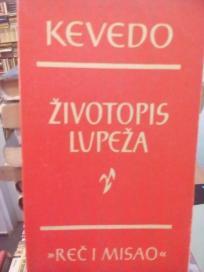 KEVEDO
ŽIVOTOPIS
LUPEŽA
»REČ I MISAO«